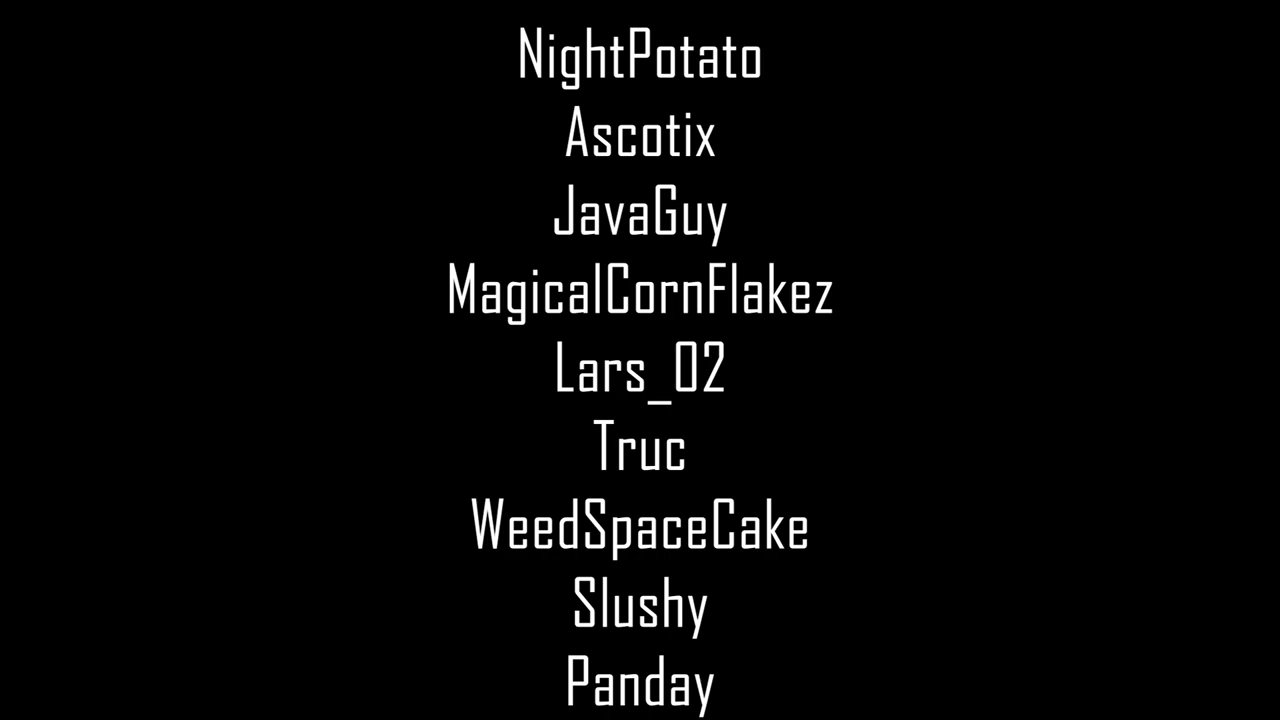 NightPotato
Ascotix
JavaGuy
MagicalCornFlakez
Lars_02
Truc
WeedSpaceCake
Slushy
Panday